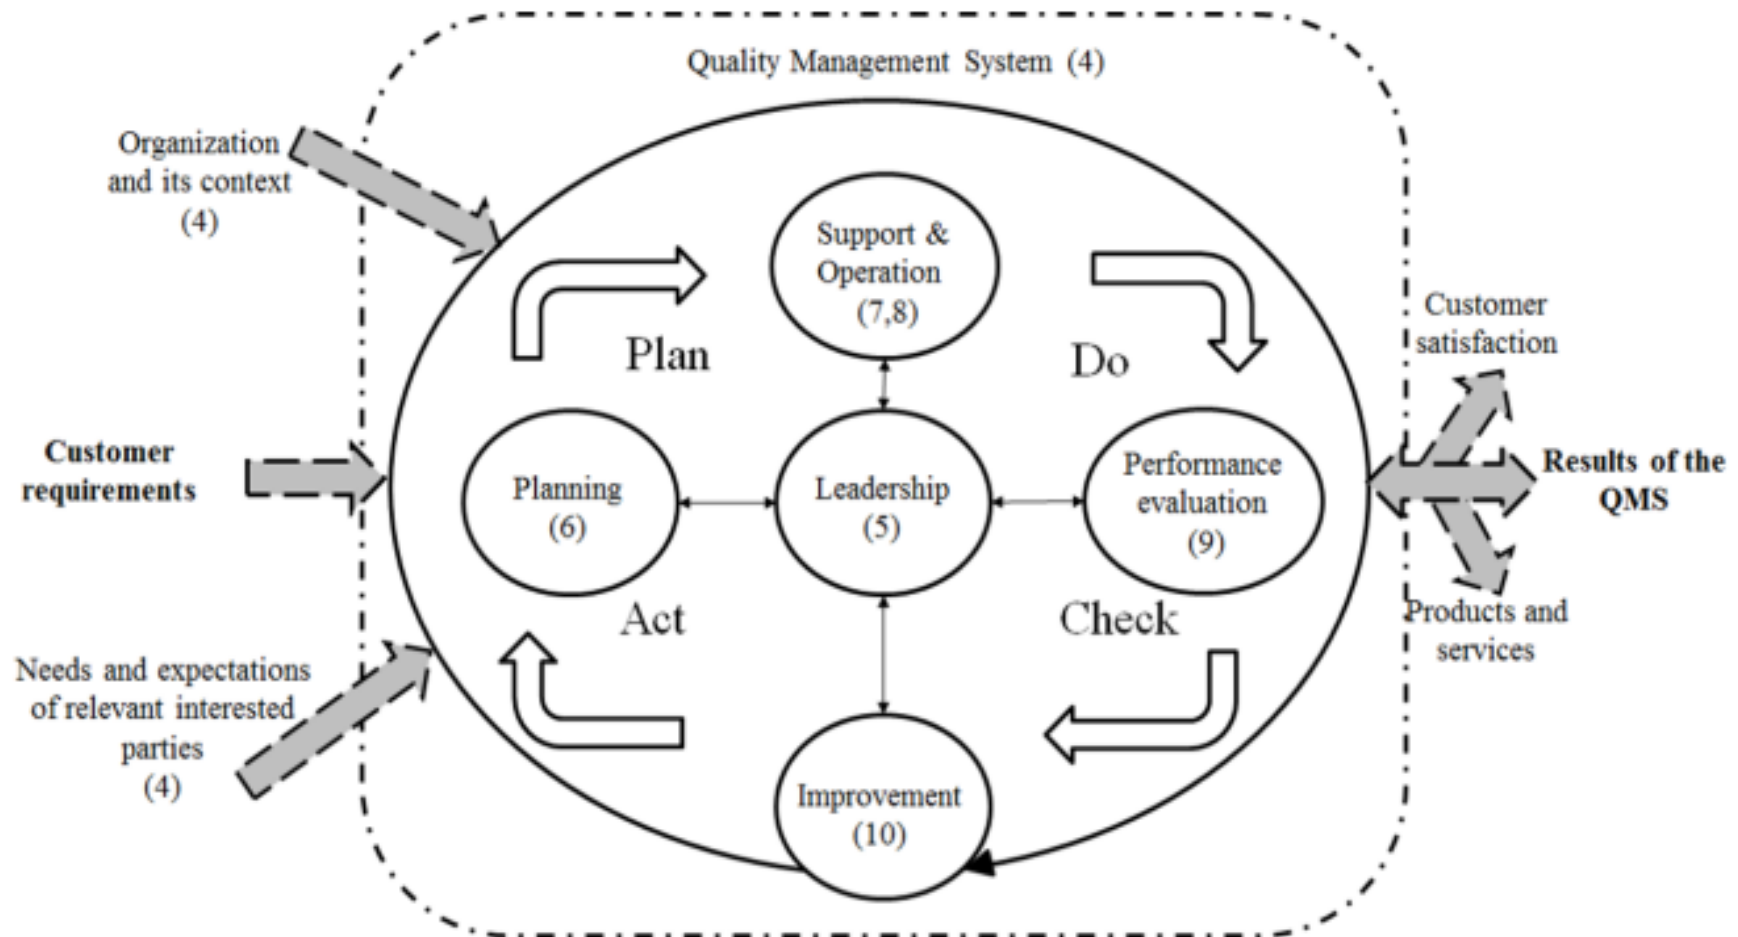 Quality Management System (4)
Organization
and its context
(4)
Support &
Operation
(7,8)
Plan
Do
Customer
satisfaction
Customer
requirements
Planning
(6)
Leadership
(5)
Performance
evaluation
(9)
Results of the
QMS
Act
Check
Products and
services
Needs and expectations
of relevant interested
parties
(4)
Improvement
(10)